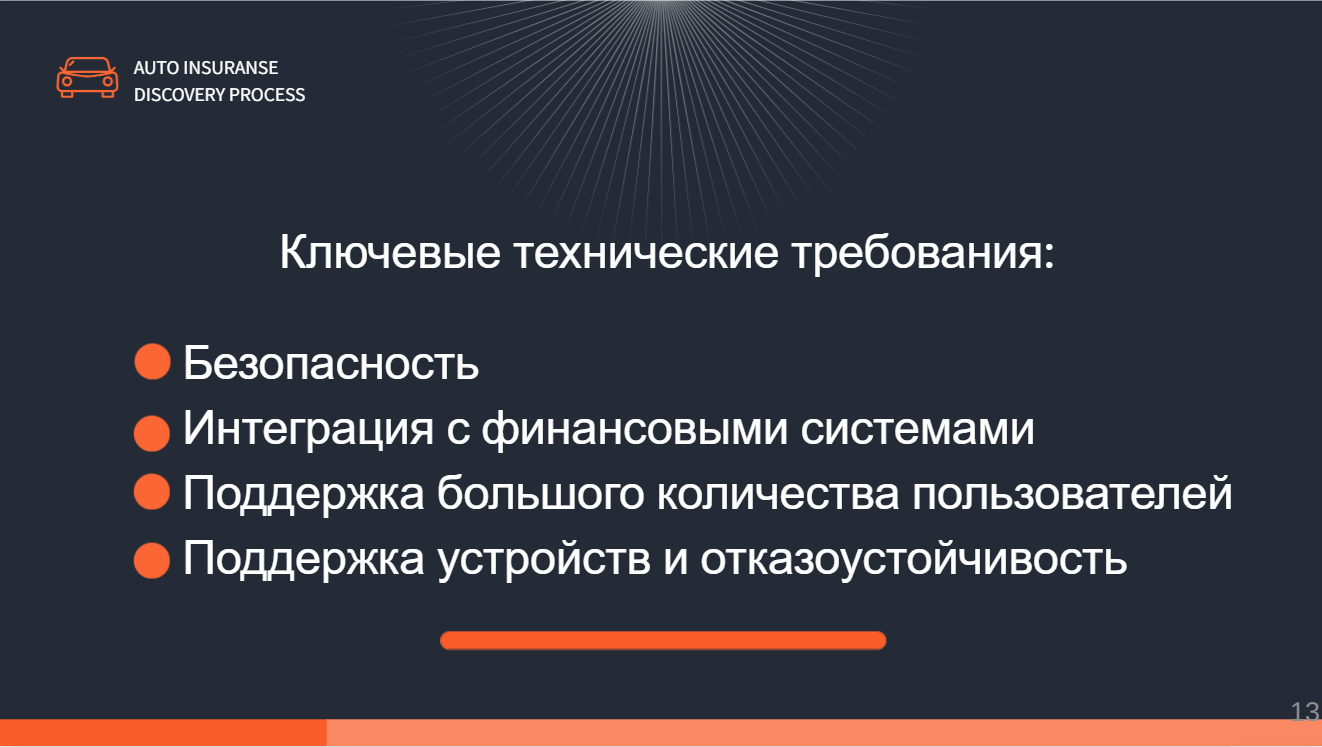 AUTO INSURANSE
DISCOVERY PROCESS
Ключевые технические требования:
Безопасность
Интеграция с финансовыми системами
Поддержка большого количества пользователей
Поддержка устройств и отказоустойчивость
13